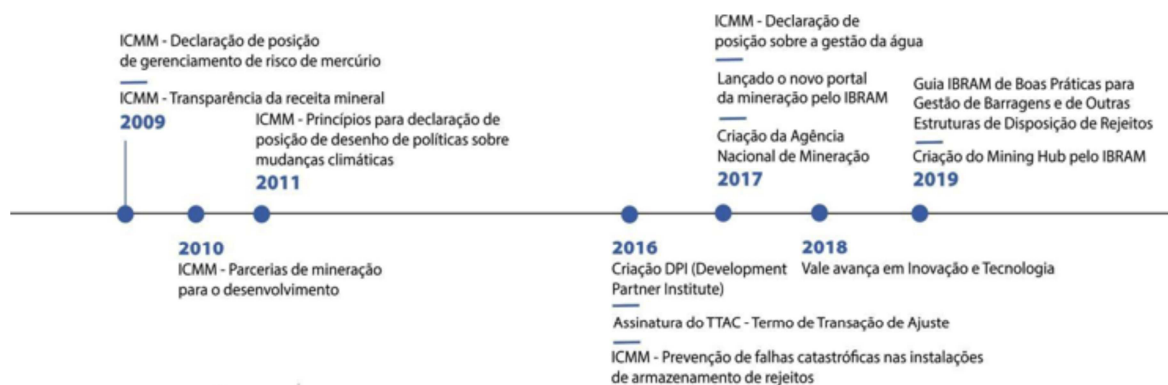 ICMM - Declaração de posição
de gerenciamento de risco de mercúrio
ICMM - Transparência da receita mineral
2009
ICMM - Princípios para declaração de
posição de desenho de políticas sobre
mudanças climáticas
2011
ICMM - Declaração de
posição sobre a gestão da água
Lançado o novo portal
da mineração pelo IBRAM
Criação da Agência
Nacional de Mineração
2017
Guia IBRAM de Boas Práticas para
Gestão de Barragens e de Outras
Estruturas de Disposição de Rejeitos
Criação do Mining Hub pelo IBRAM
2019
2010
ICMM - Parcerias de mineração
para o desenvolvimento
2016
Criação DPI (Development
Partner Institute)
Assinatura do TTAC - Termo de Transação de Ajuste
ICMM - Prevenção de falhas catastróficas nas instalações
de armazenamento de rejeitos
2018
Vale avança em Inovação e Tecnologia